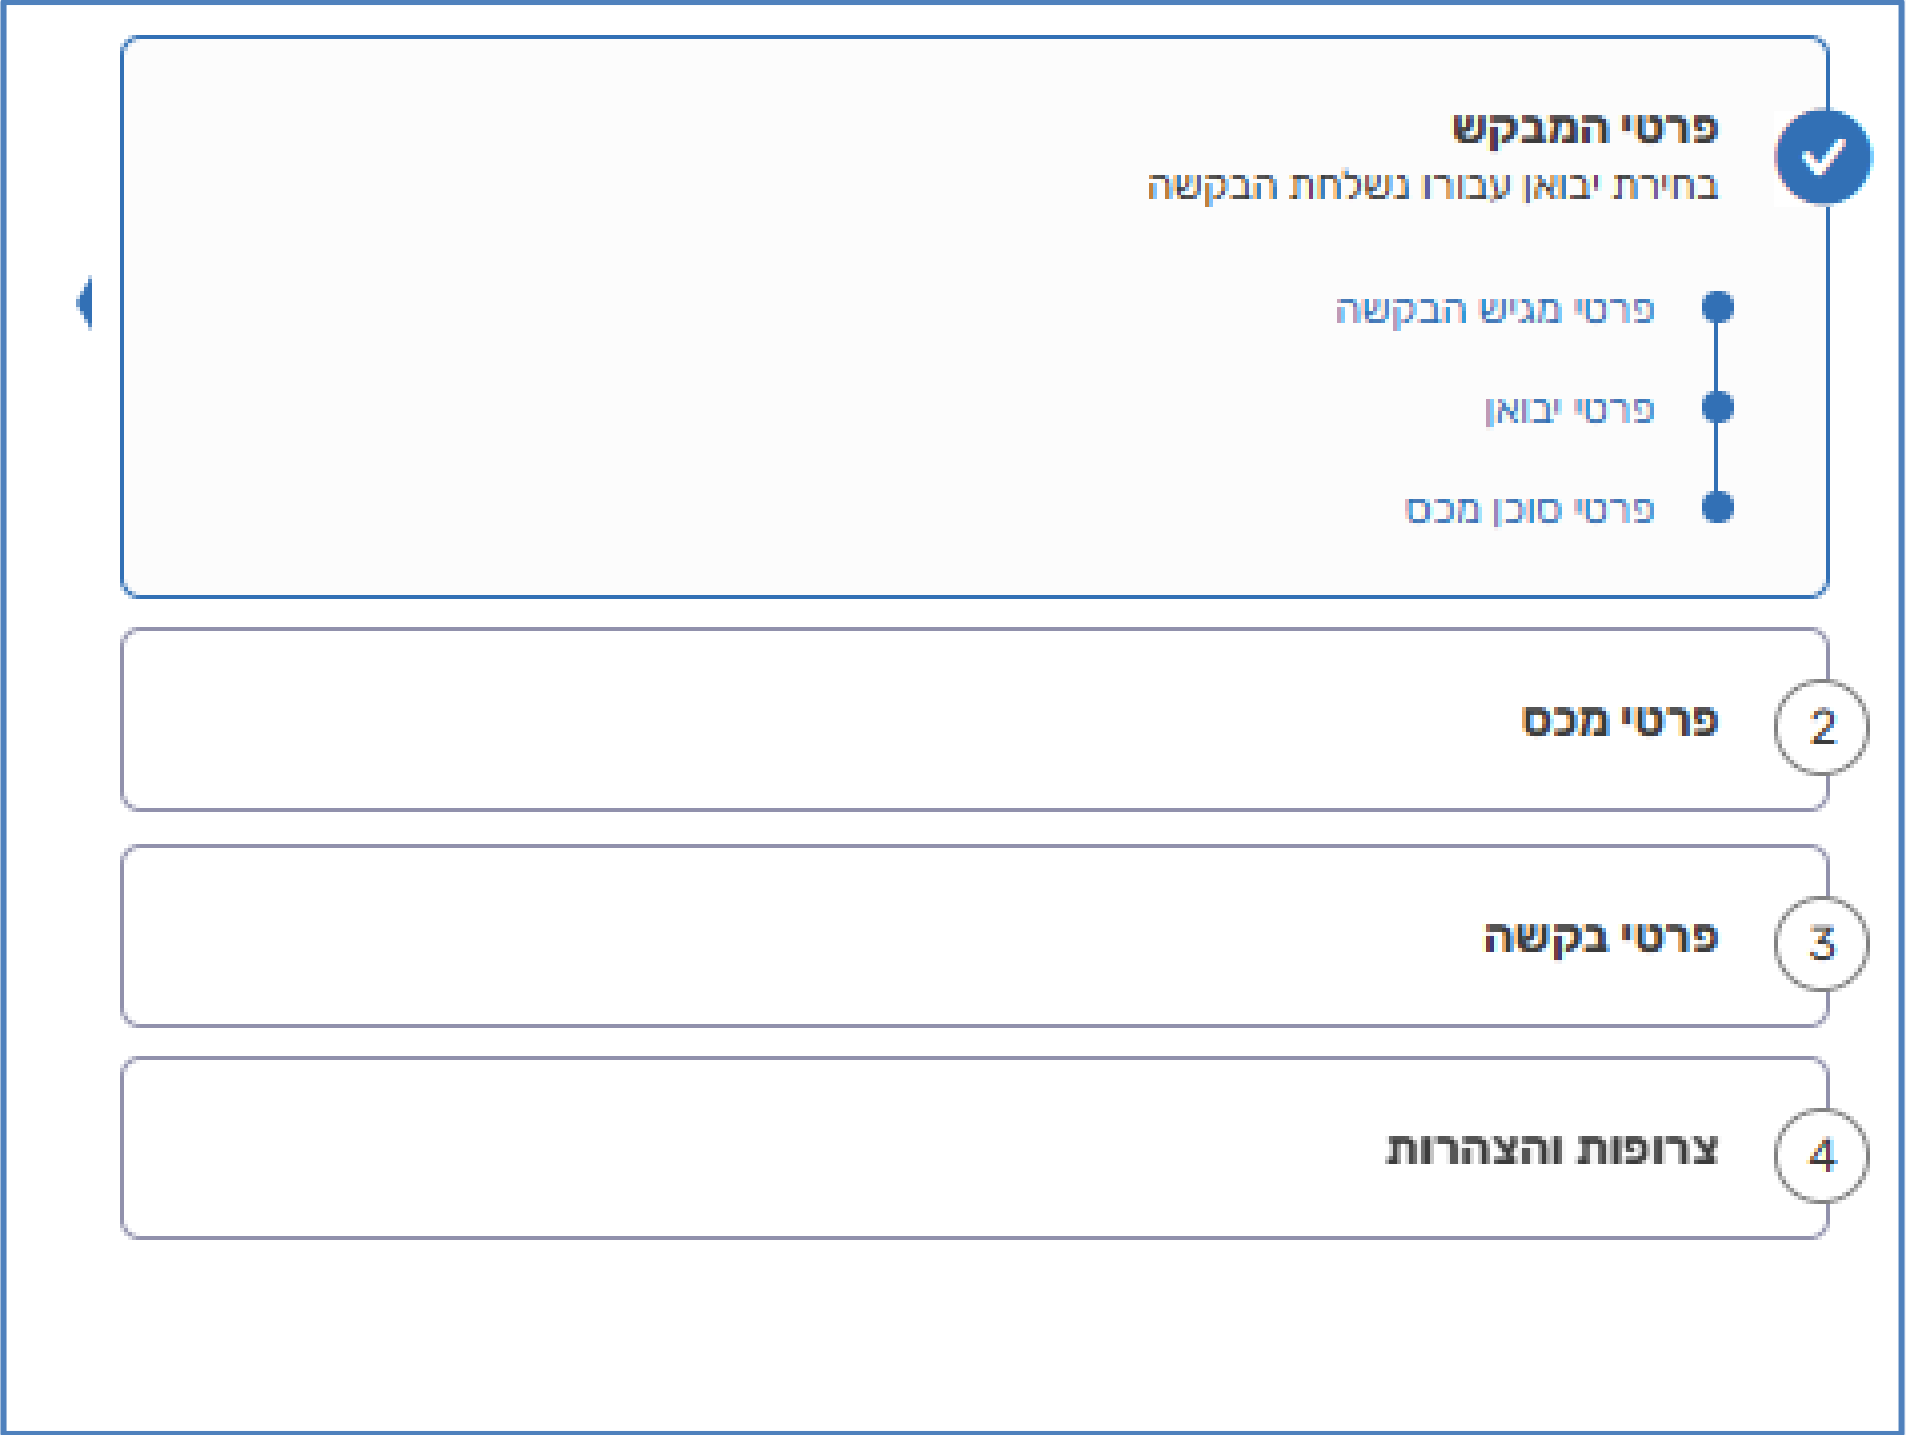 פרטי המבקש
בחירת יבואן עבורו נשלחת הבקשה
פרטי מגיש הבקשה
פרטי יבואן
פרטי סוכן מכס
2
פרטי מכס
3
פרטי בקשה
4
צרופות והצהרות